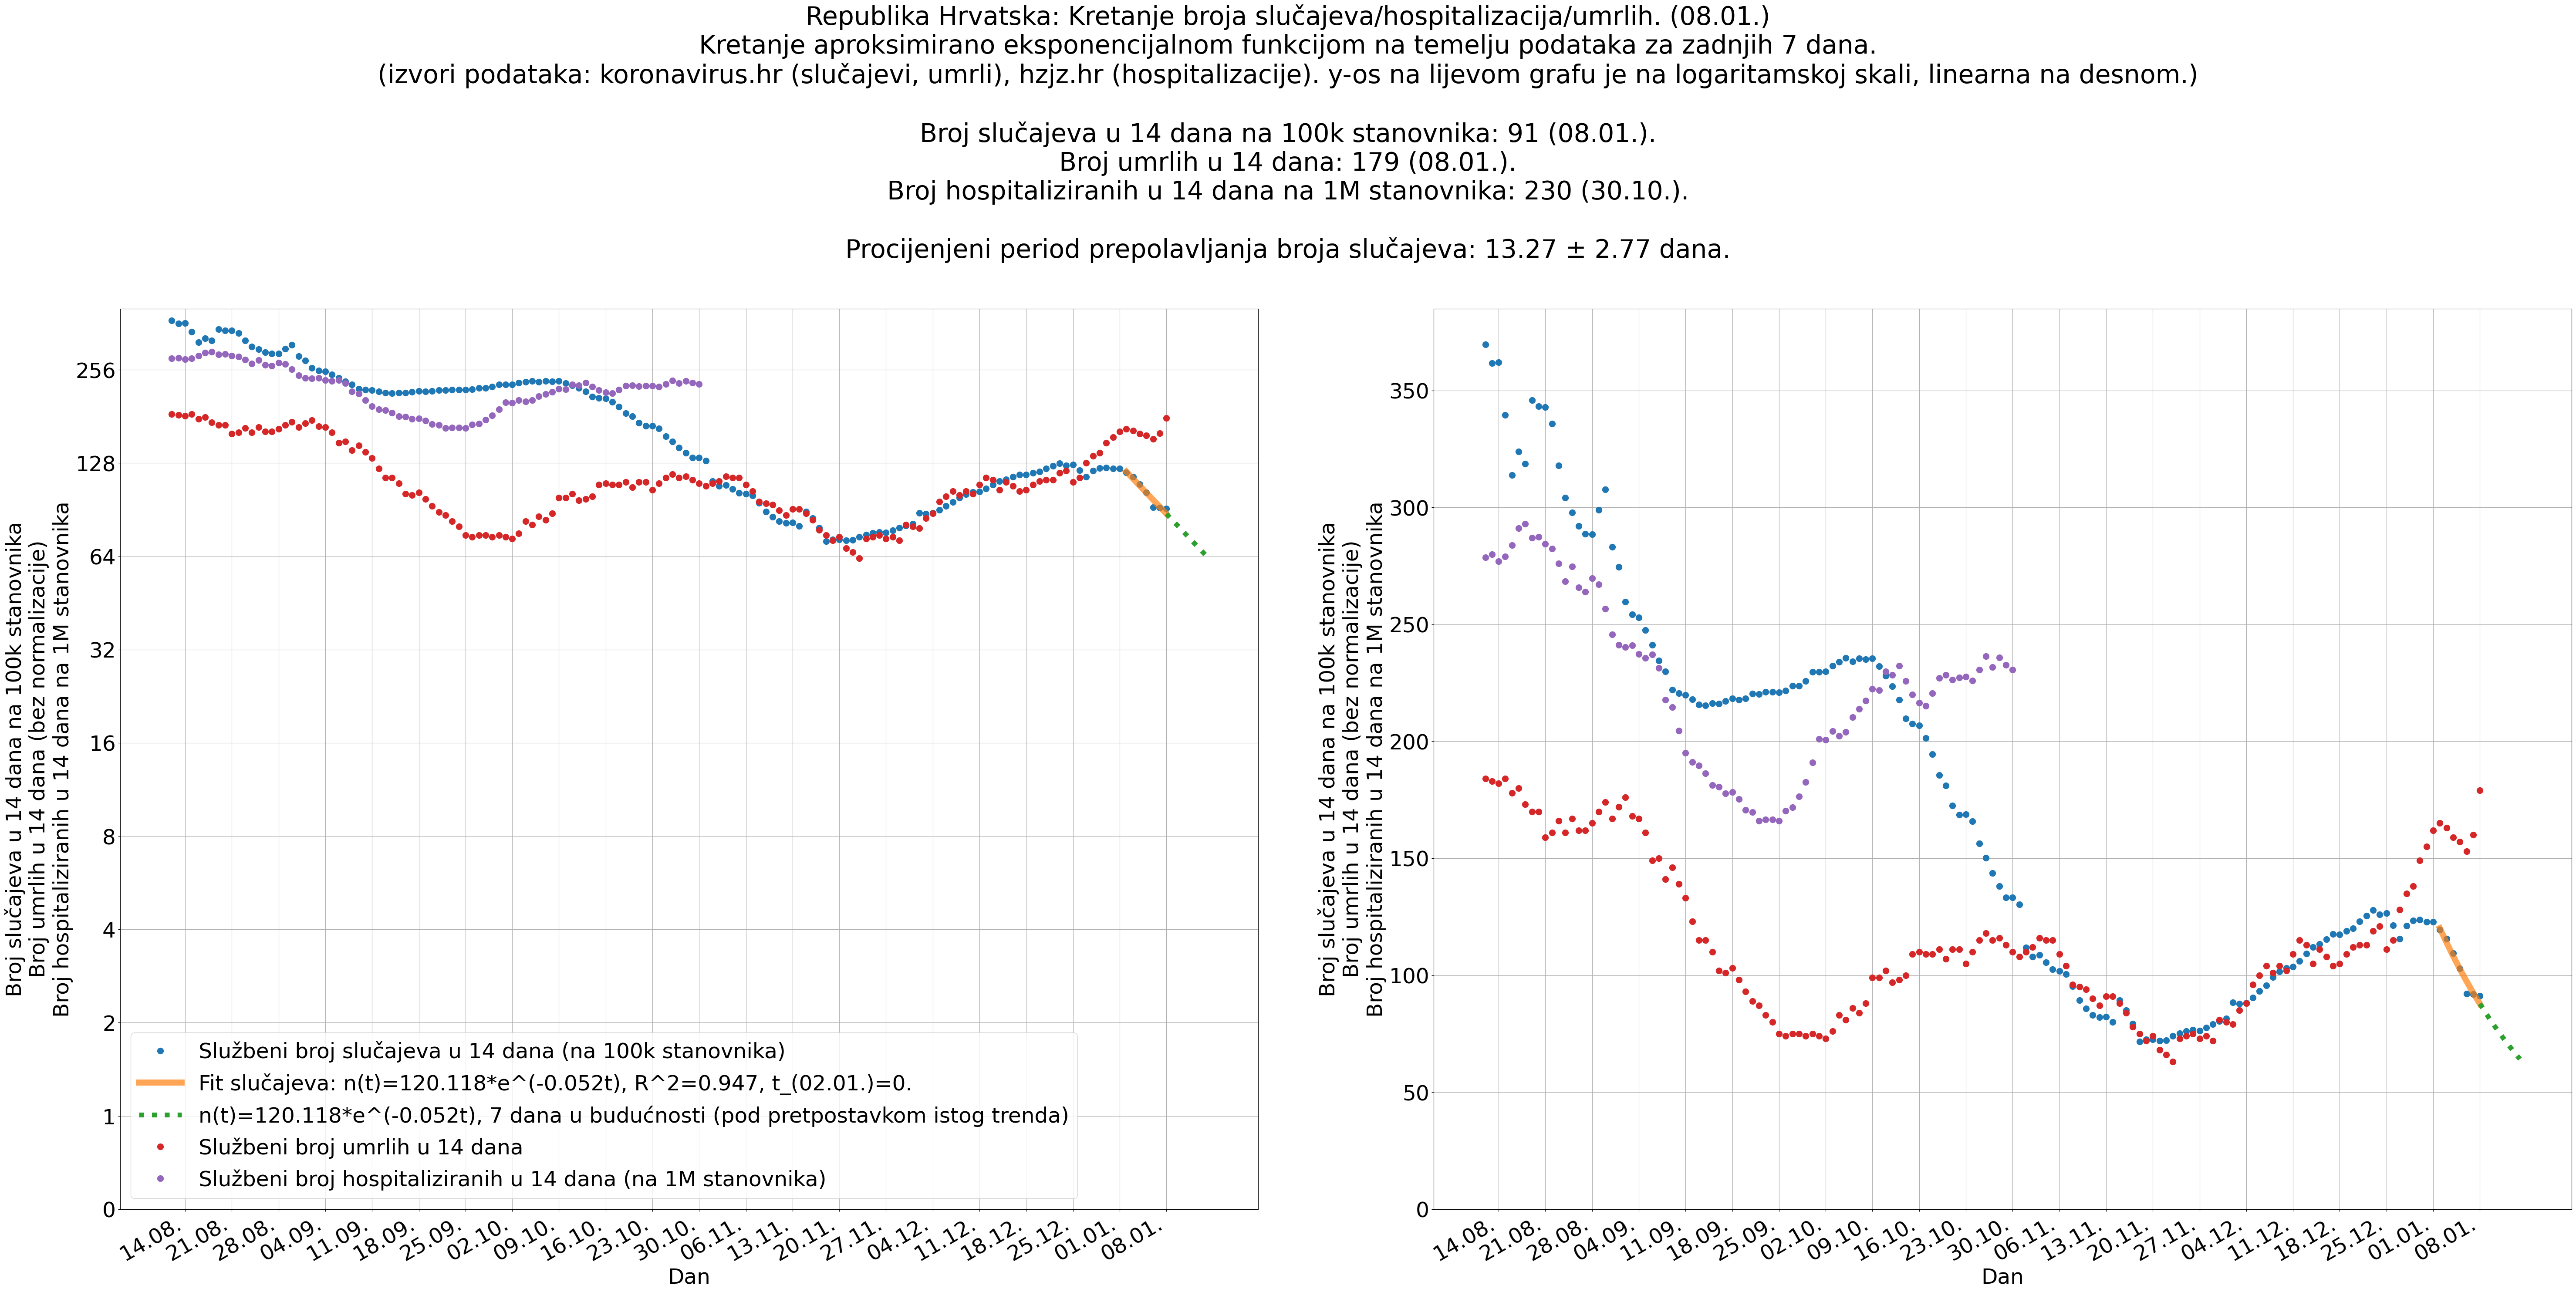 Republika Hrvatska: Kretanje broja slučajeva/hospitalizacija/umrlih. (08.01.)
Kretanje aproksimirano eksponencijalnom funkcijom na temelju podataka za zadnjih 7 dana.
(izvori podataka: koronavirus.hr (slučajevi, umrli), hzjz.hr (hospitalizacije). y-os na lijevom grafu je na logaritamskoj skali, linearna na desnom.)
Broj slučajeva u 14 dana na 100k stanovnika: 91 (08.01.).
Broj umrlih u 14 dana: 179 (08.01.).
Broj hospitaliziranih u 14 dana na 1M stanovnika: 230 (30.10.).
Procijenjeni period prepolavljanja broja slučajeva: 13.27 ± 2.77 dana.
Broj slučajeva u 14 dana na 100k stanovnika
Broj umrlih u 14 dana (bez normalizacije)
Broj hospitaliziranih u 14 dana na 1M stanovnika
256
128
64
32
16
8
4
2
1
0
Službeni broj slučajeva u 14 dana (na 100k stanovnika)
Fit slučajeva: n(t)=120.118*e^(-0.052t), R^2=0.947, t_(02.01.)=0.
n(t)=120.118*e^(-0.052t), 7 dana u budućnosti (pod pretpostavkom istog trenda)
Službeni broj umrlih u 14 dana
Službeni broj hospitaliziranih u 14 dana (na 1M stanovnika)
14.08. 21.08. 28.08. 04.09. 11.09. 18.09. 25.09. 02.10. 09.10. 16.10. 23.10. 30.10. 06.11. 13.11. 20.11. 27.11. 04.12. 11.12. 18.12. 25.12. 01.01. 08.01.
Dan
Broj slučajeva u 14 dana na 100k stanovnika
Broj umrlih u 14 dana (bez normalizacije)
Broj hospitaliziranih u 14 dana na 1M stanovnika
350
300
250
200
150
100
50
0
14.08. 21.08. 28.08. 04.09. 11.09. 18.09. 25.09. 02.10. 09.10. 16.10. 23.10. 30.10. 06.11. 13.11. 20.11. 27.11. 04.12. 11.12. 18.12. 25.12. 01.01. 08.01.
Dan